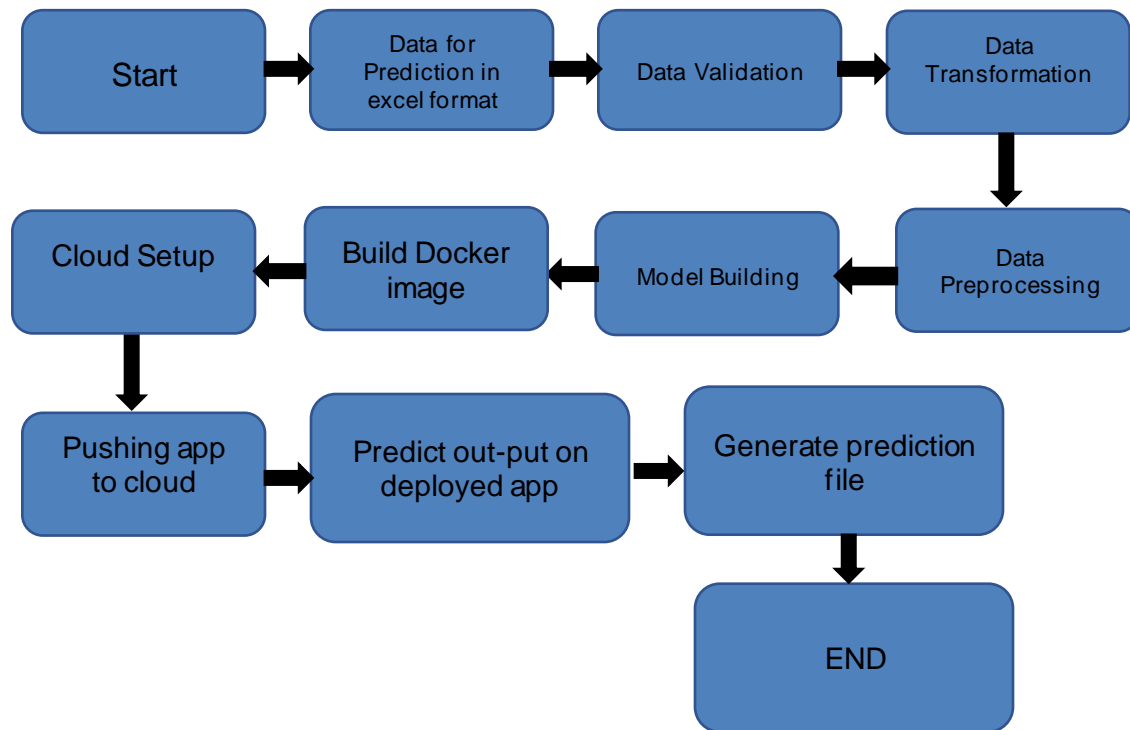 Start
Data for
Prediction in
excel format
Data Validation
Data
Transformation
Cloud Setup
Build Docker
image
Model Building
Data
Preprocessing
Pushing app
to cloud
Predict out-put on
deployed app
Generate prediction
file
END